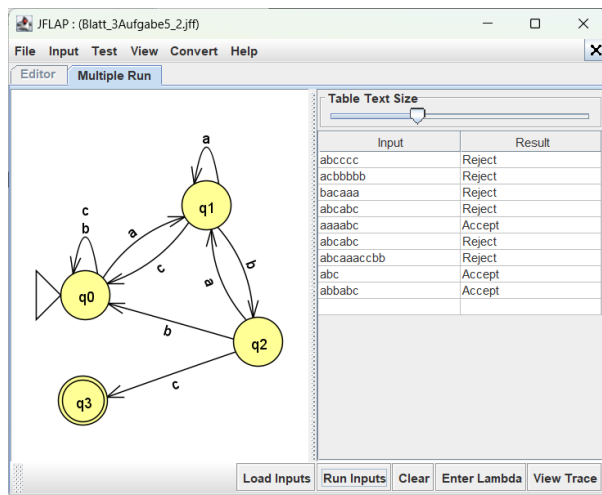 JFLAP : (Blatt_3Aufgabe5_2.jff)
File Input Test View Convert Help
Editor Multiple Run
Table Text Size
Input Result
abcccc Reject
acbbbbb Reject
bacaaa Reject
abcabc Reject
aaaabc Accept
abcabc Reject
abcaaaccbb Reject
abc Accept
abbabc Accept
a
q1
c
b
a
c
b
a
q0
b
q2
c
q3
Load Inputs Run Inputs Clear Enter Lambda View Trace